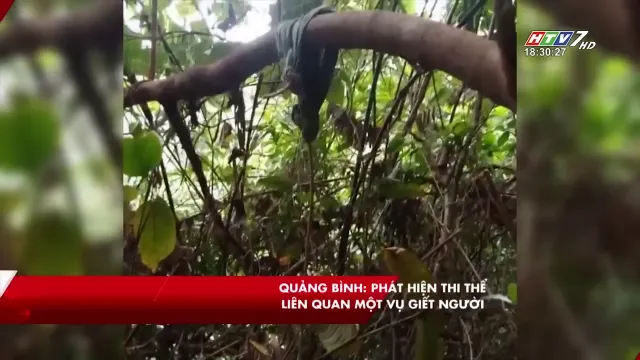 HTV7 HD
18:30:27
QUẢNG BÌNH: PHÁT HIỆN THI THỂ
LIÊN QUAN MỘT VỤ GIẾT NGƯỜI